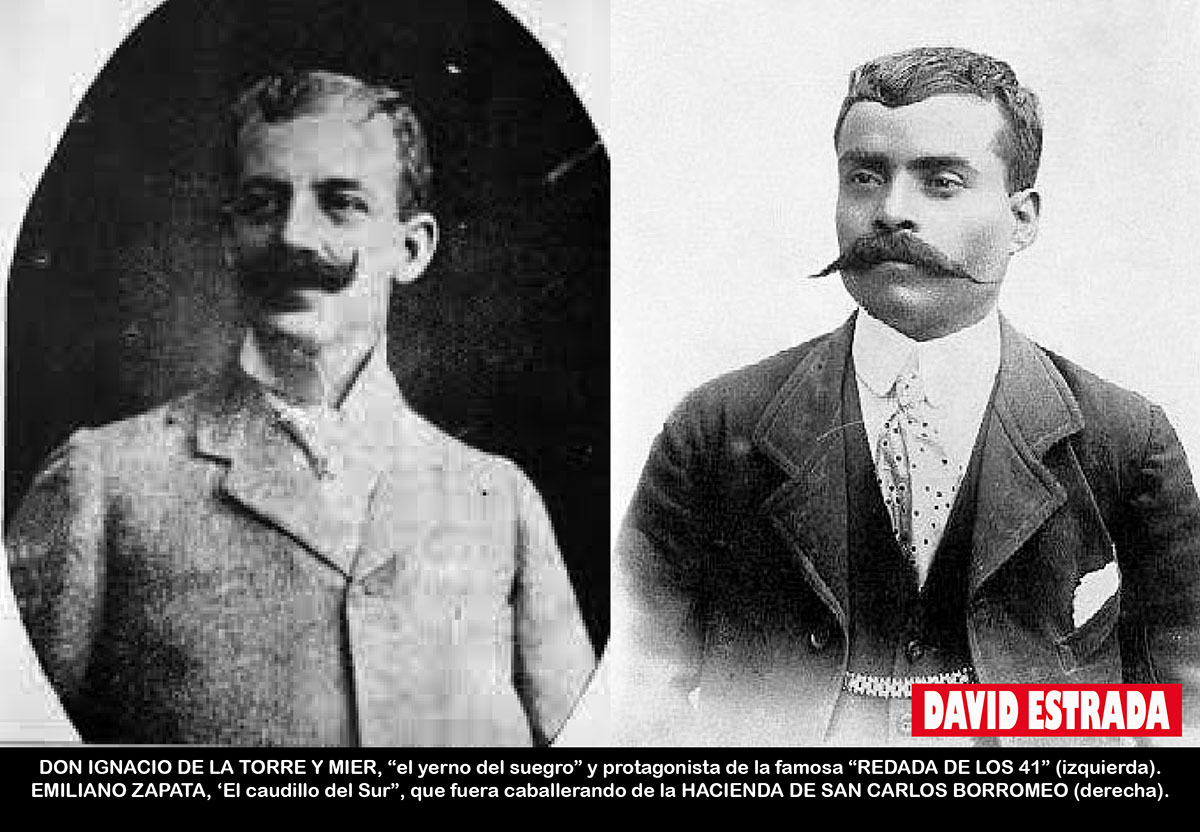 DAVID ESTRADA
DON IGNACIO DE LA TORRE Y MIER, “el yerno del suegro” y protagonista de la famosa “REDADA DE LOS 41” (izquierda).
EMILIANO ZAPATA, ‘El caudillo del Sur”, que fuera caballerando de la HACIENDA DE SAN CARLOS BORROMEO (derecha).